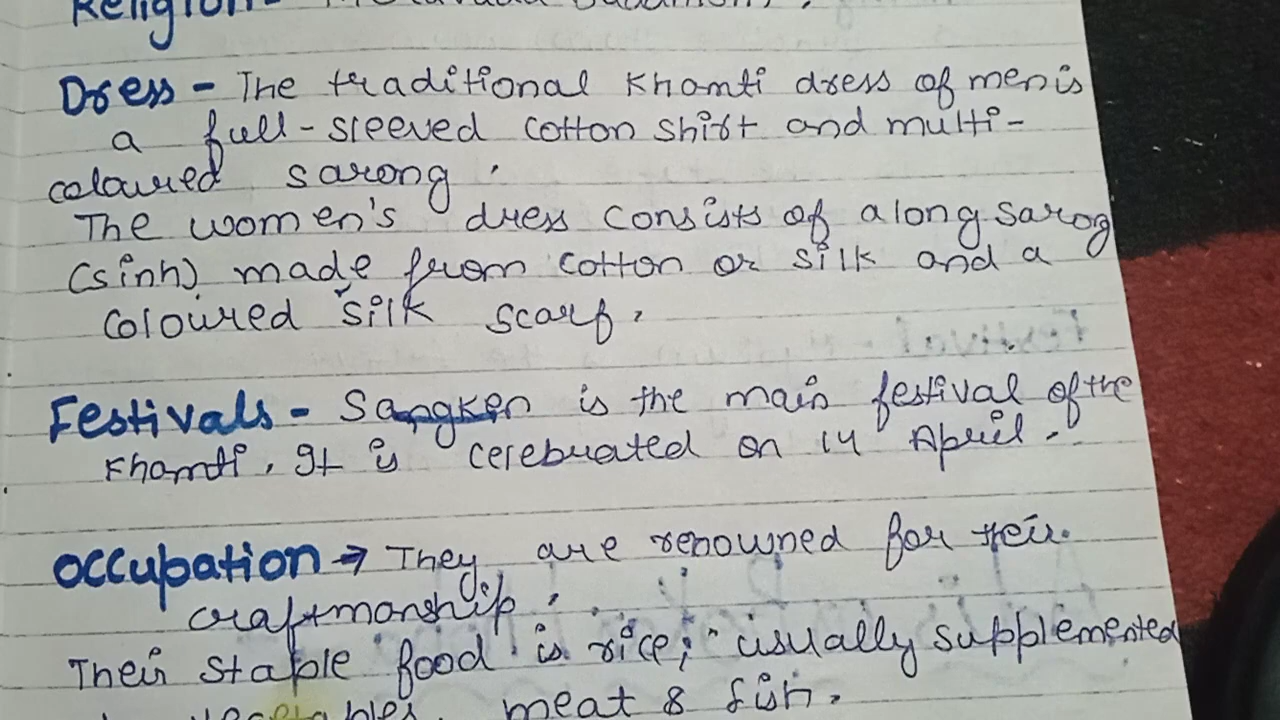 Religion-
Dress - The traditional Khamti dress of men is
a full-sleeved cotton shirt and multi-
coloured sarong.
The women's dress consists of a long sarog
(sinh) made from cotton or silk and a
coloured silk scarf.
Festivals - Sangken is the main festival of the
Khamti, It is cerebrated on 14 April.
Occupation → They are renowned for their
craftmanship.
Their staple food is rice, usually supplemented
vegetables, meat & fish.